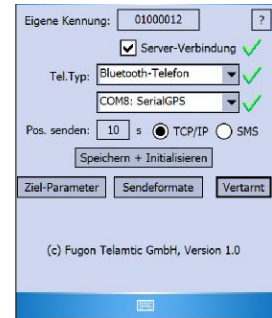 Eigene Kennung: 01000012 ?
Server-Verbindung
Tel.Typ: Bluetooth-Telefon
COM8: SerialGPS
Pos. senden: 10 s TCP/IP SMS
Speichern + Initialisieren
Ziel-Parameter Sendeformate Vertarnt
(c) Fugon Telamtic GmbH, Version 1.0